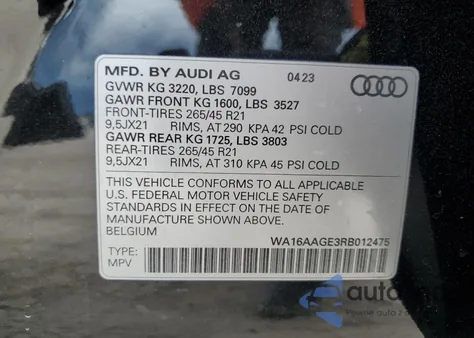 MFD. BY AUDI AG 04 23
GVWR KG 3220, LBS 7099
GAWR FRONT KG 1600, LBS 3527
FRONT-TIRES 265/45 R21
9,5JX21 RIMS, AT 290 KPA 42 PSI COLD
GAWR REAR KG 1725, LBS 3803
REAR-TIRES 265/45 R21
9,5JX21 RIMS, AT 310 KPA 45 PSI COLD
THIS VEHICLE CONFORMS TO ALL APPLICABLE
U.S. FEDERAL MOTOR VEHICLE SAFETY
STANDARDS IN EFFECT ON THE DATE OF
MANUFACTURE SHOWN ABOVE.
BELGIUM
WA16AAGE3RB012475
TYPE:
MPV